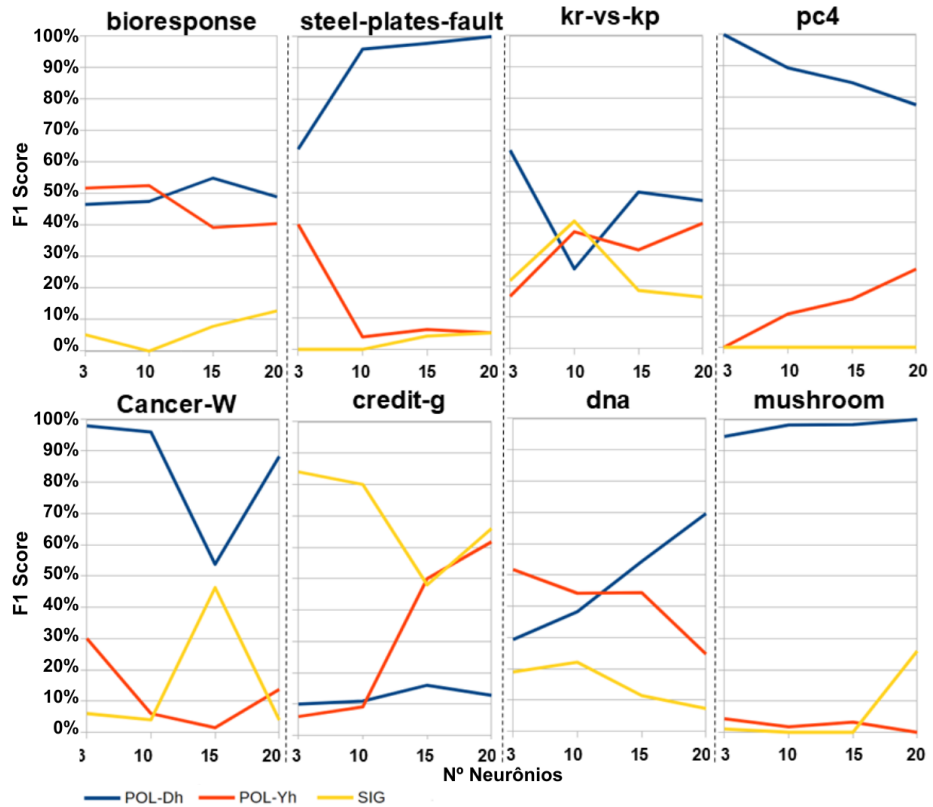 bioresponse steel-plates-fault kr-vs-kp pc4
F1 Score
100%
90%
80%
70%
60%
50%
40%
30%
20%
10%
0%
3 10 15 20 3 10 15 20 3 10 15 20 3 10 15 20
Cancer-W credit-g dna mushroom
F1 Score
100%
90%
80%
70%
60%
50%
40%
30%
20%
10%
0%
3 10 15 20 3 10 15 20 3 10 15 20 3 10 15 20
Nº Neurônios
POL-Dh POL-Yh SIG